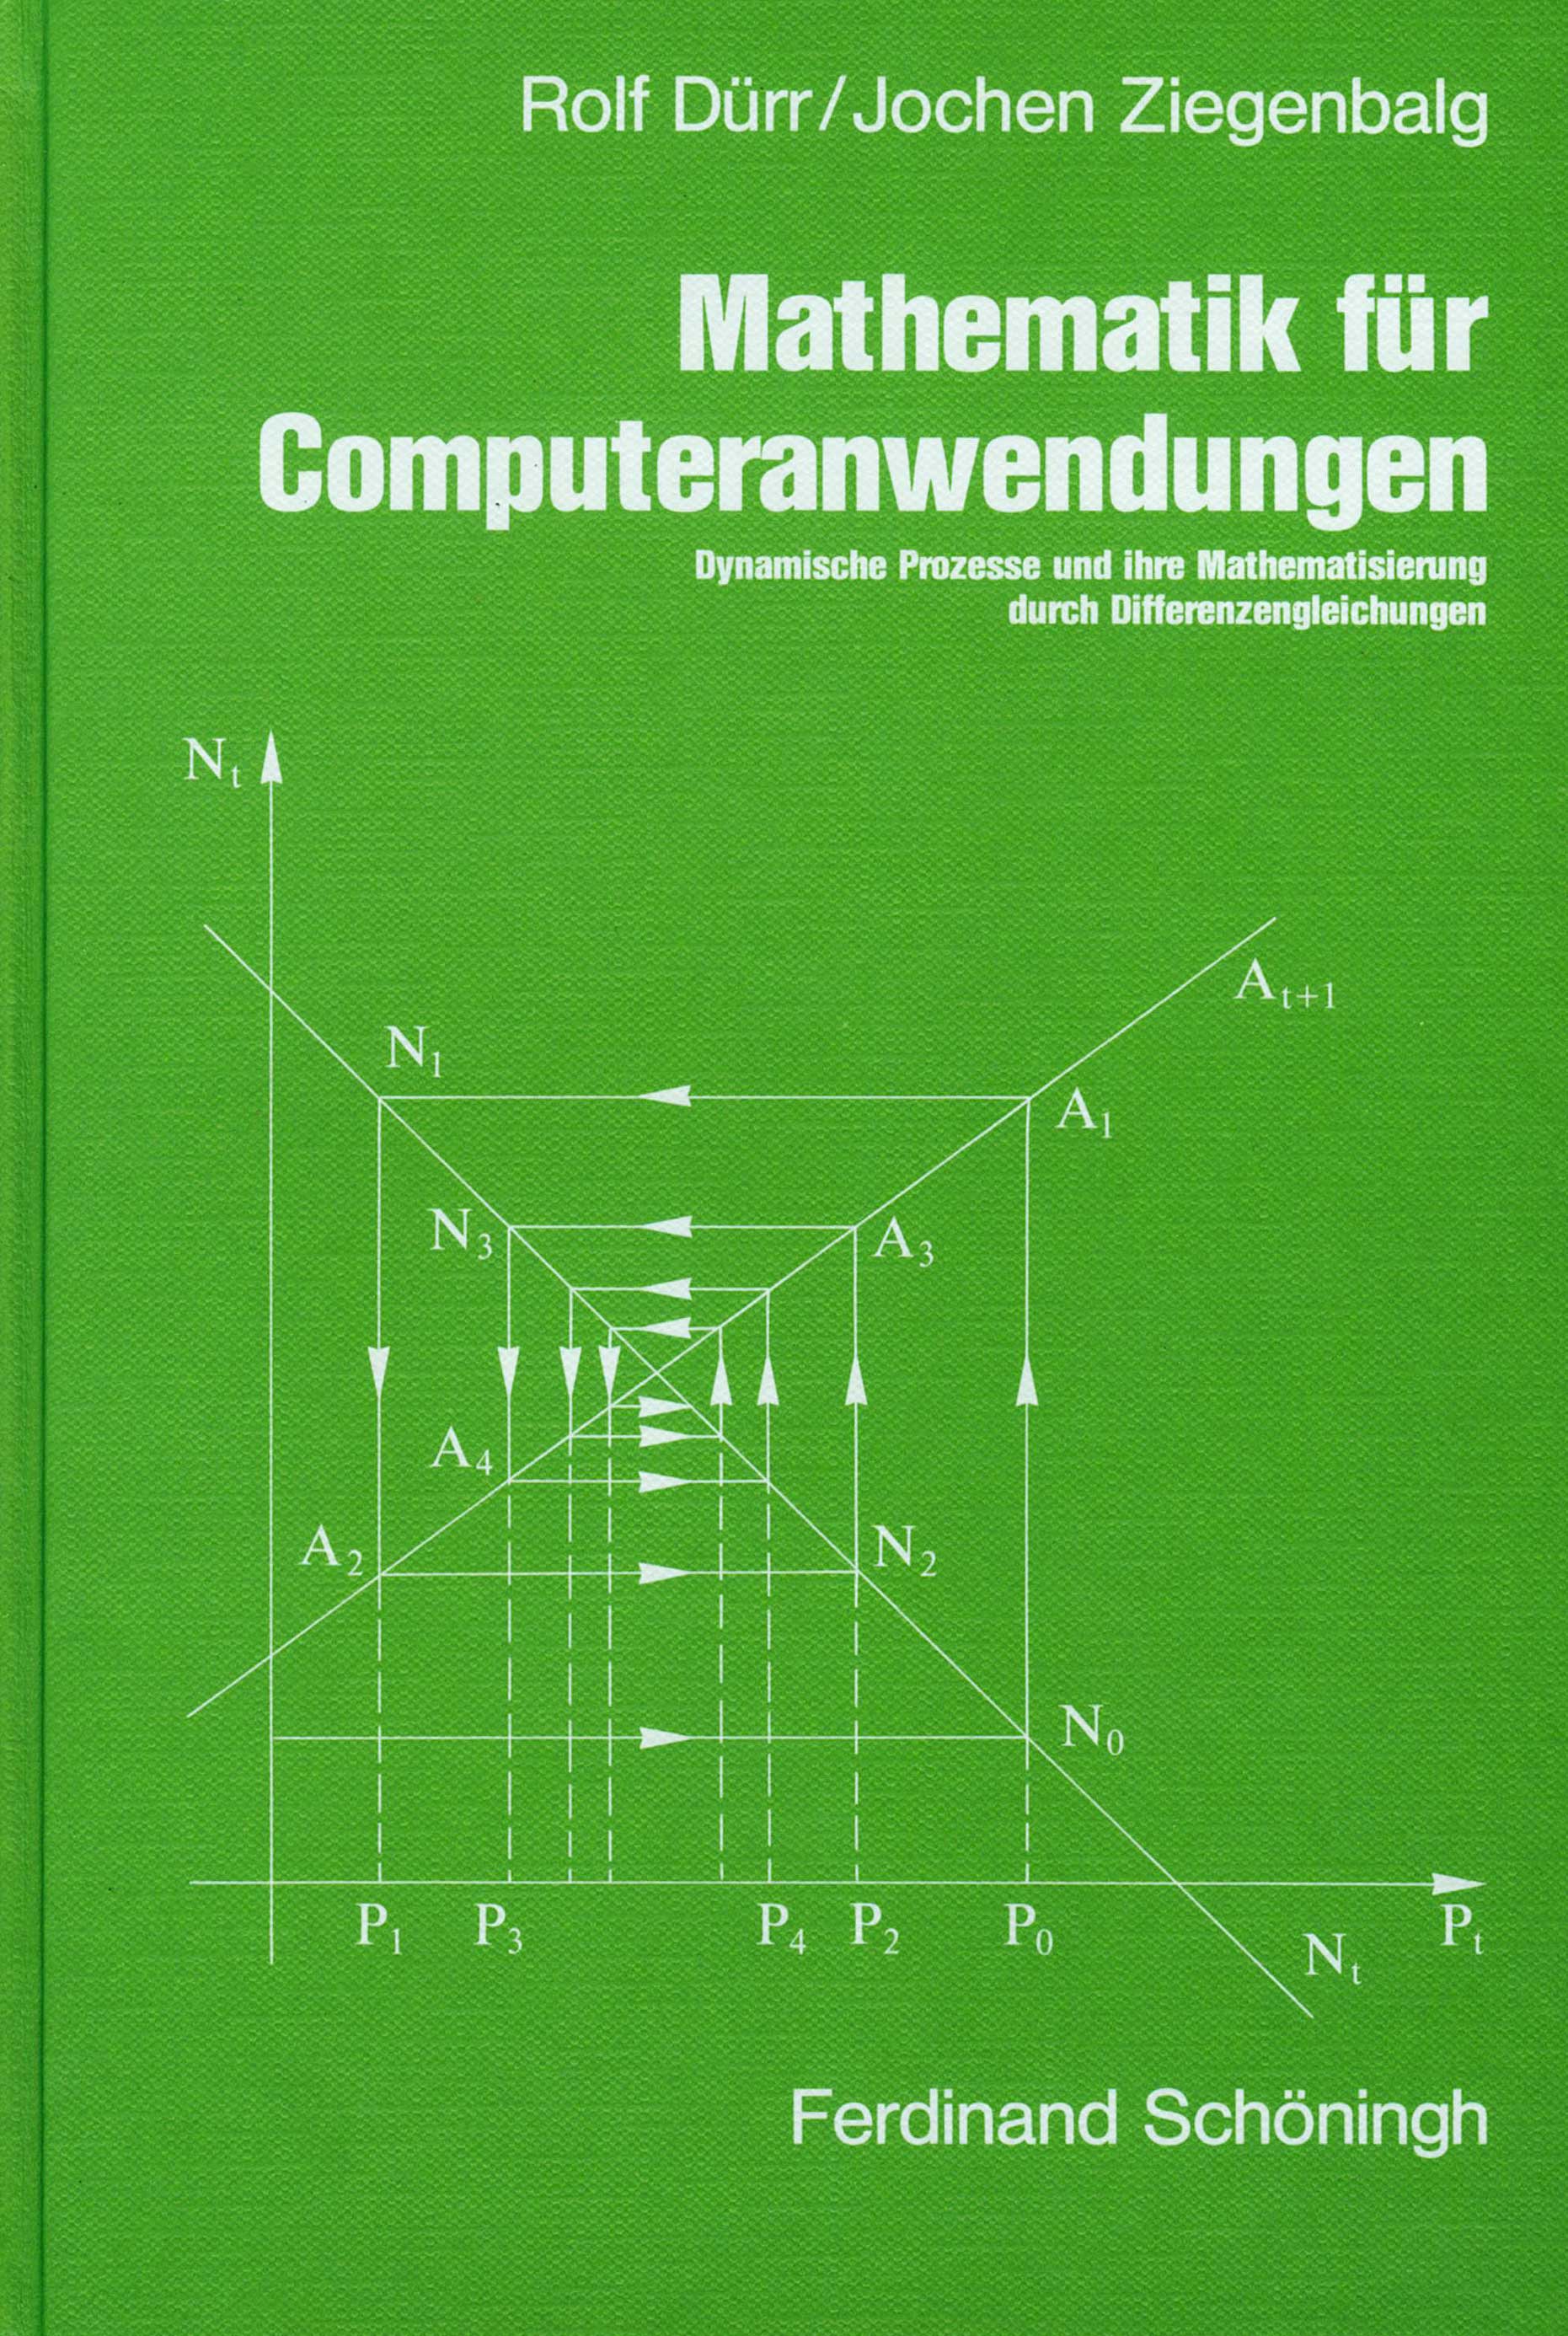 Rolf Dürr/Jochen Ziegenbalg
Mathematik für
Computeranwendungen
Dynamische Prozesse und ihre Mathematisierung
durch Differenzengleichungen
Nt
At+1
N1
A1
N3
A3
A4
A2
N2
N0
P1 P3 P4 P2 P0 Pt
Nt
Ferdinand Schöningh